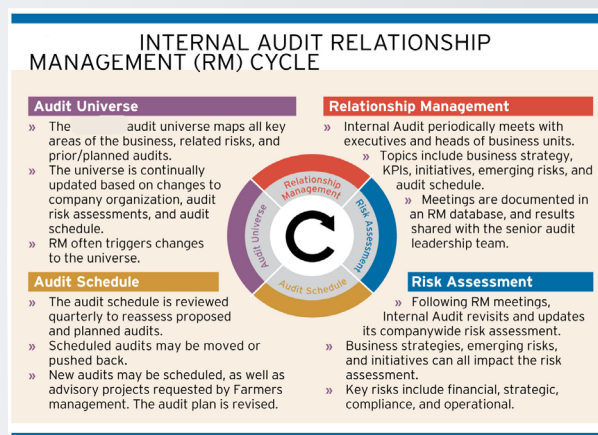 INTERNAL AUDIT RELATIONSHIP
MANAGEMENT (RM) CYCLE
Audit Universe
» The audit universe maps all key
areas of the business, related risks, and
prior/planned audits.
» The universe is continually
updated based on changes to
company organization, audit
risk assessments, and audit
schedule.
» RM often triggers changes
to the universe.
Relationship Management
» Internal Audit periodically meets with
executives and heads of business units.
» Topics include business strategy,
KPIs, initiatives, emerging risks, and
audit schedule.
» Meetings are documented in
an RM database, and results
shared with the senior audit
leadership team.
Relationship
Management
Risk Assessment
Audit Schedule
Audit Universe
Audit Schedule
» The audit schedule is reviewed
quarterly to reassess proposed
and planned audits.
» Scheduled audits may be moved or
pushed back.
» New audits may be scheduled, as well as
advisory projects requested by Farmers
management. The audit plan is revised.
Risk Assessment
» Following RM meetings,
Internal Audit revisits and updates
its companywide risk assessment.
» Business strategies, emerging risks,
and initiatives can all impact the risk
assessment.
» Key risks include financial, strategic,
compliance, and operational.